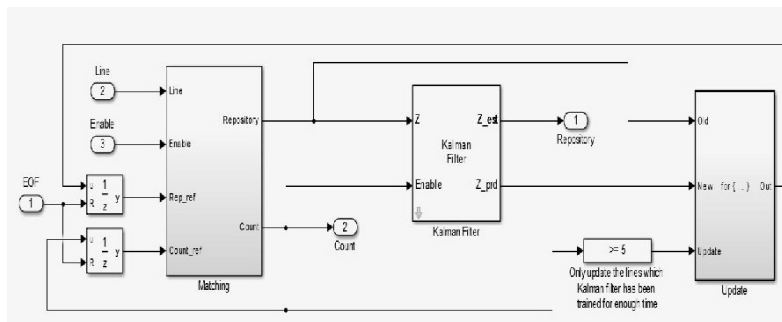 Line
2
Line
Enable
3
Enable
EOF
1
u
R
1
z
y
Rep_ref
u
R
1
z
y
Count_ref
Repository
Count
Matching
2
Count
Z
Enable
Kalman
Filter
Z_est
Z_prd
Kalman Filter
1
Repository
>= 5
Only update the lines which
Kalman filter has been
trained for enough time
Old
New
for { ... }
Out
Update
Update